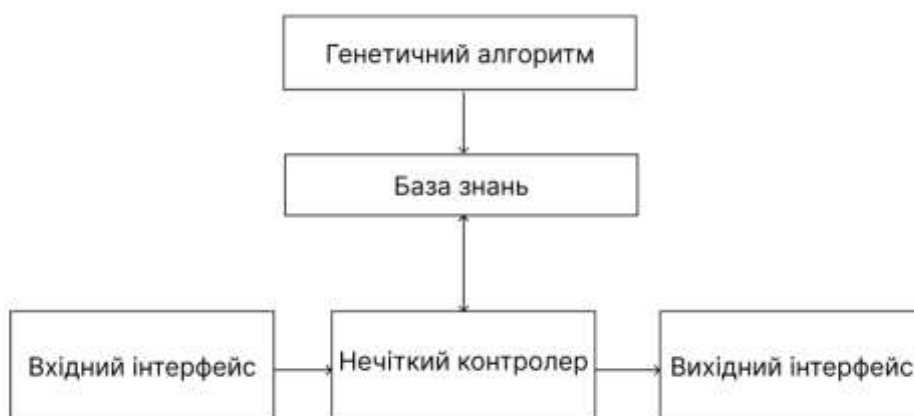 Генетичний алгоритм
База знань
Вхідний інтерфейс
Нечіткий контролер
Вихідний інтерфейс